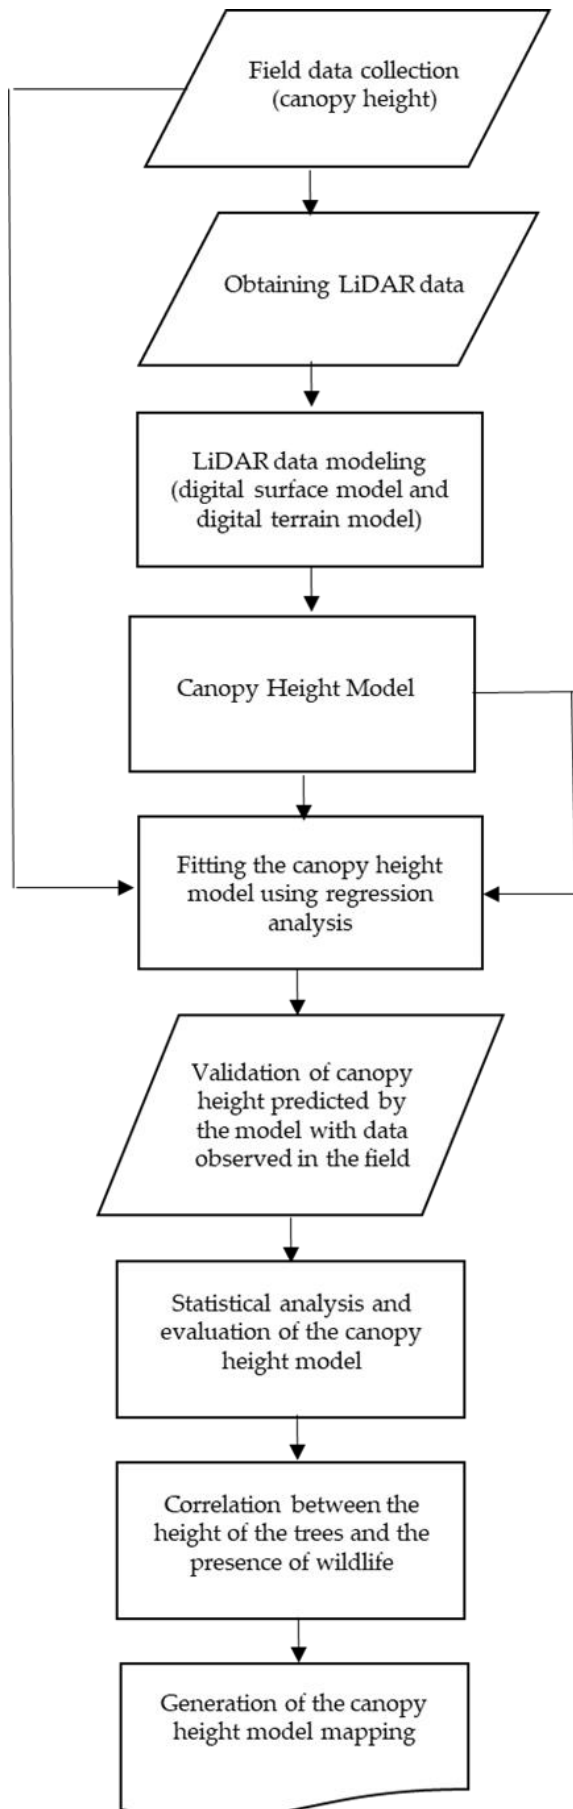 Field data collection
(canopy height)
Obtaining LiDAR data
LiDAR data modeling
(digital surface model and
digital terrain model)
Canopy Height Model
Fitting the canopy height
model using regression
analysis
Validation of canopy
height predicted by
the model with data
observed in the field
Statistical analysis and
evaluation of the canopy
height model
Correlation between the
height of the trees and the
presence of wildlife
Generation of the canopy
height model mapping